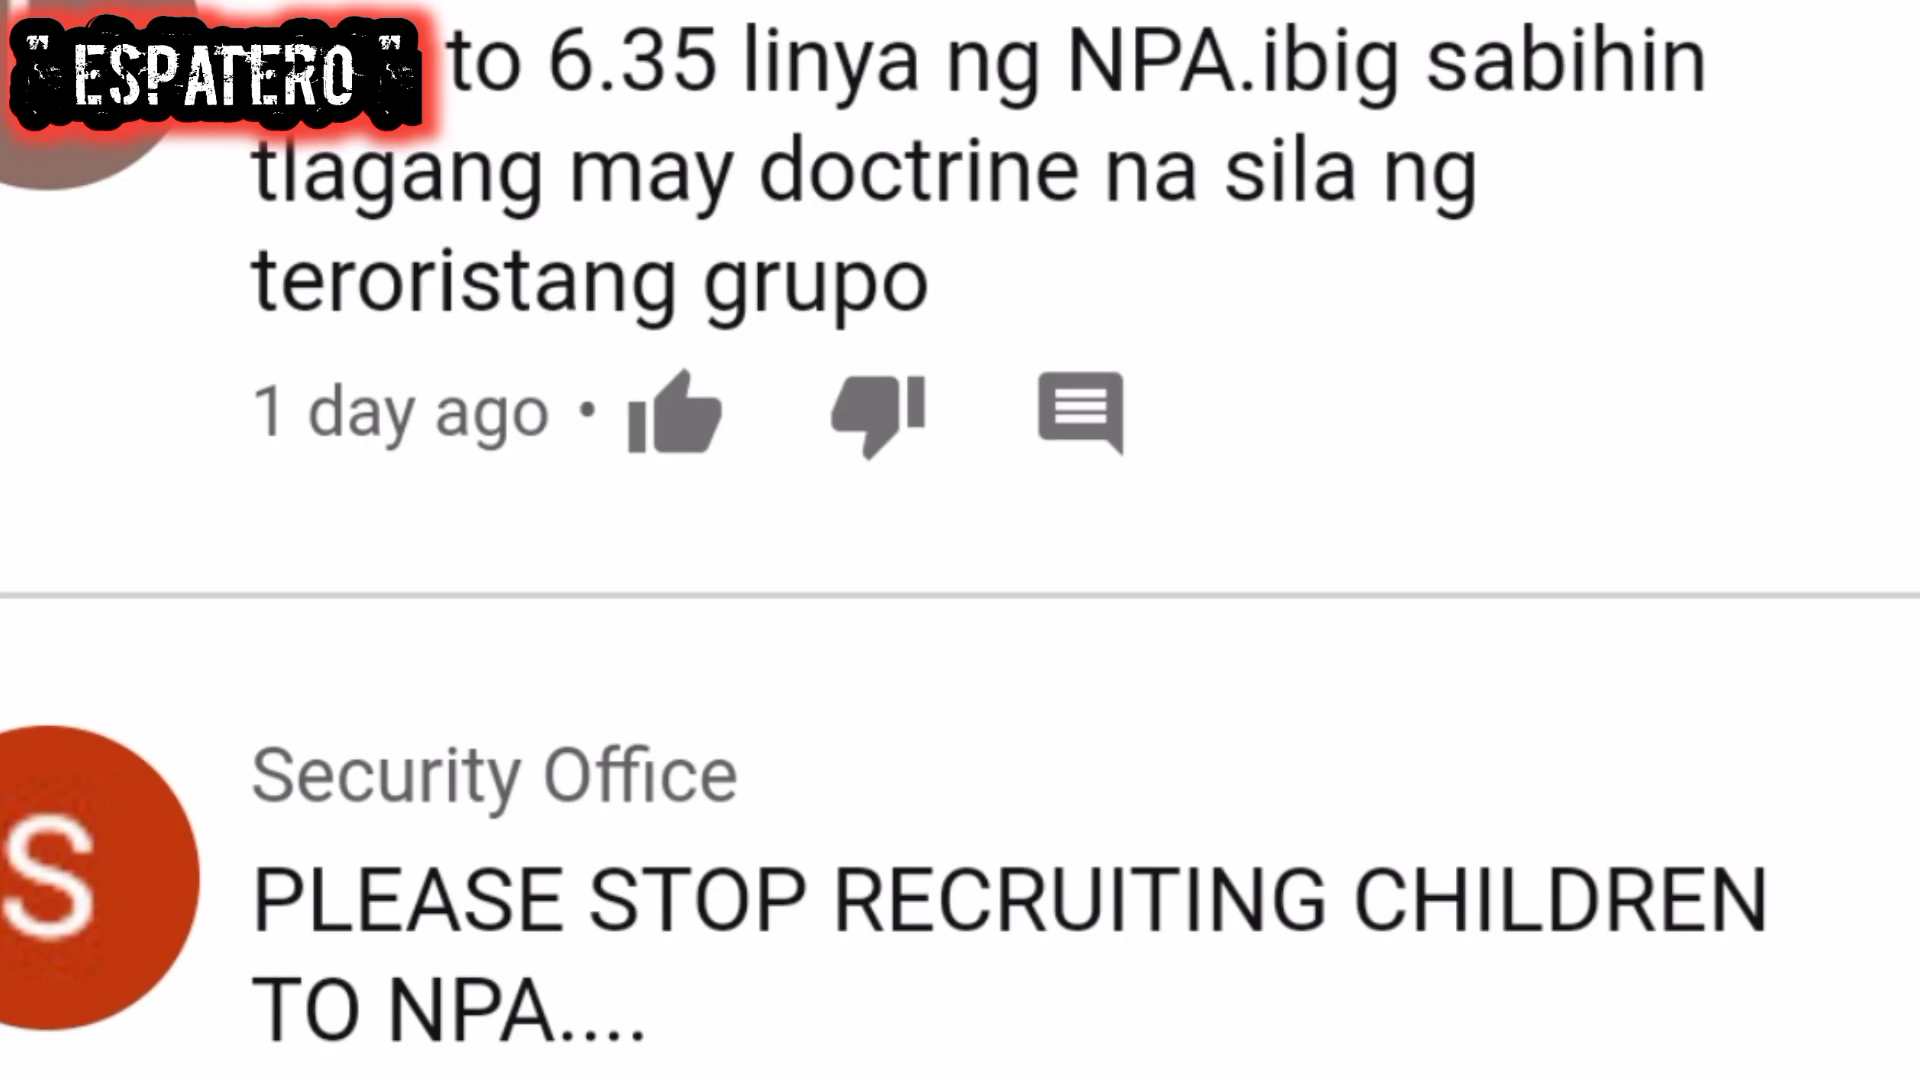 " ESPATERO "
to 6.35 linya ng NPA.ibig sabihin
tlagang may doctrine na sila ng
teroristang grupo
1 day ago •
Security Office
S
PLEASE STOP RECRUITING CHILDREN
TO NPA....